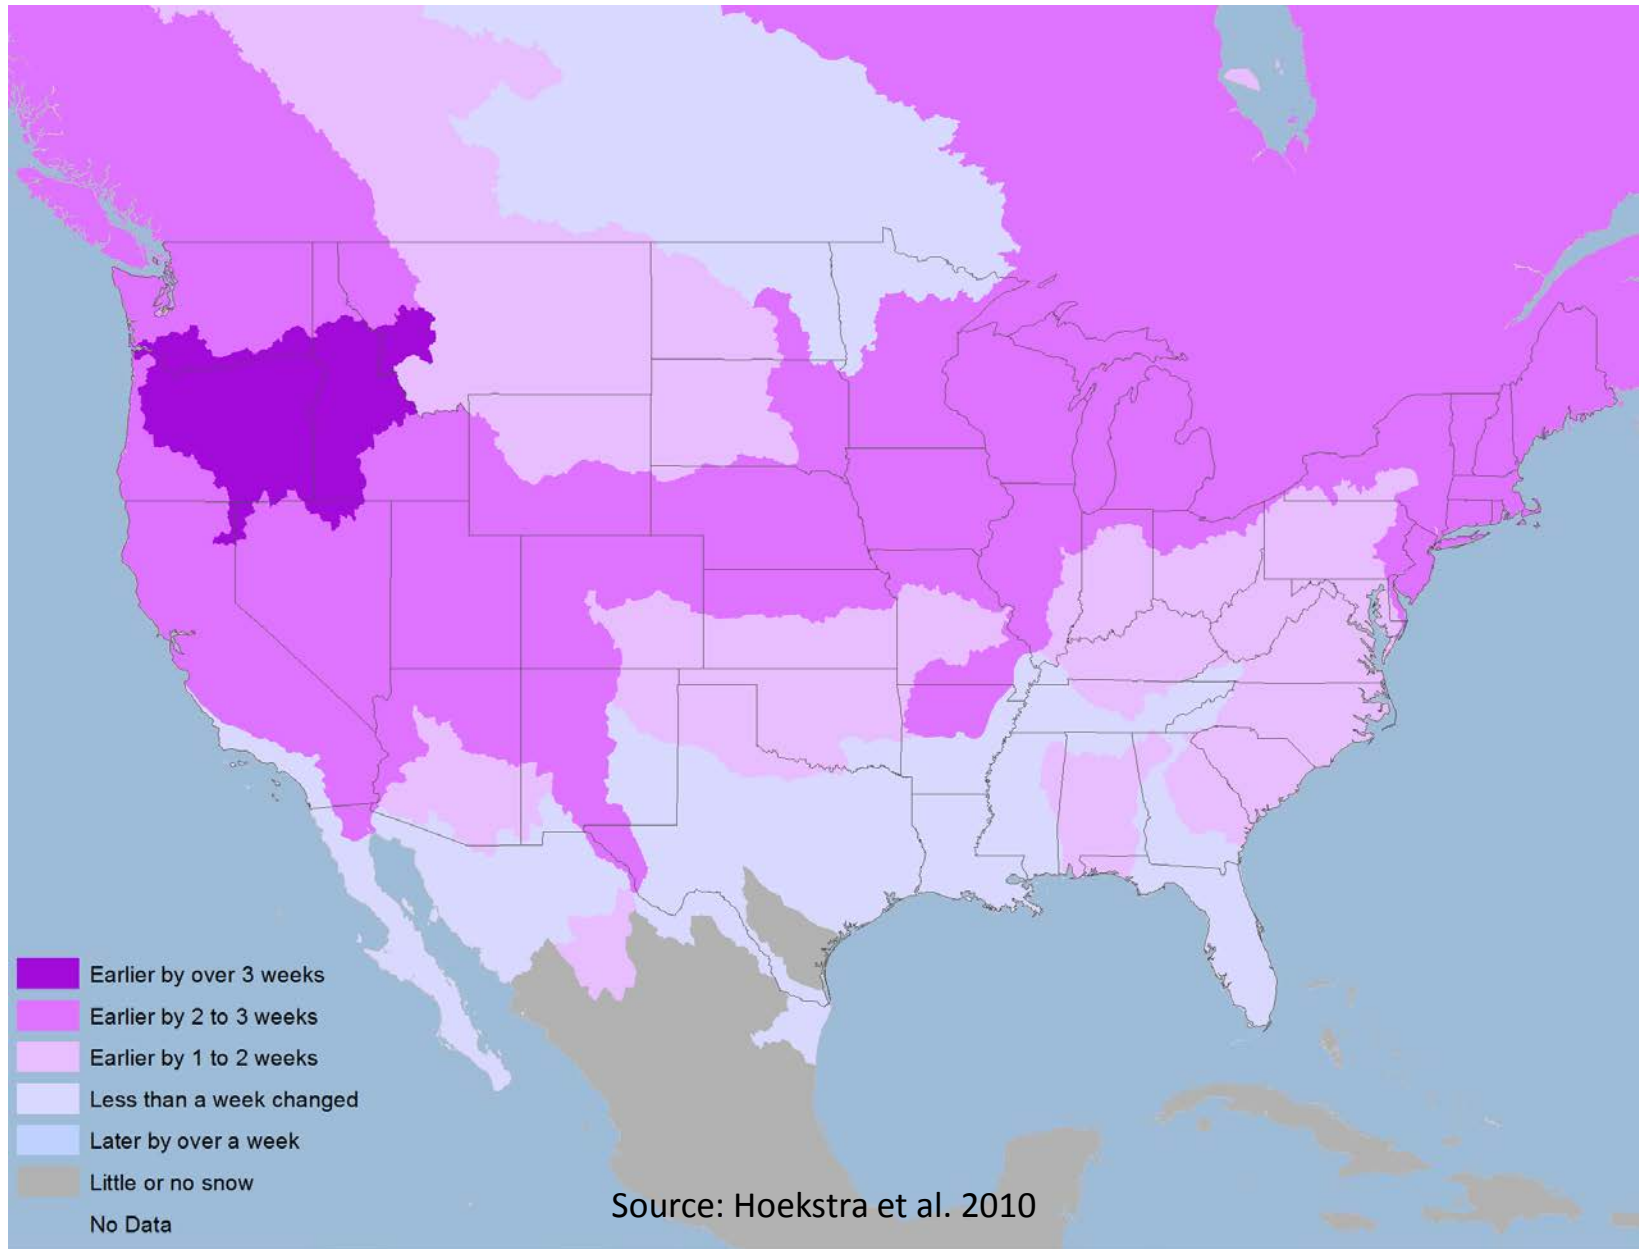 Earlier by over 3 weeks
Earlier by 2 to 3 weeks
Earlier by 1 to 2 weeks
Less than a week changed
Later by over a week
Little or no snow
No Data
Source: Hoekstra et al. 2010